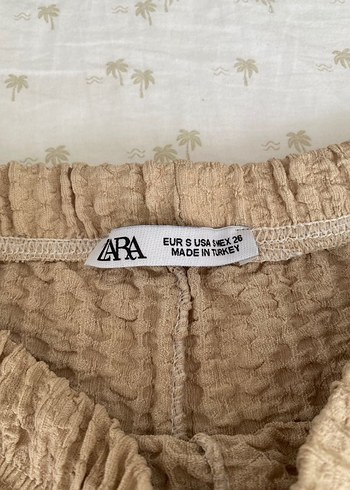 ZARA
EUR S USA S MEX 26
MADE IN TURKEY